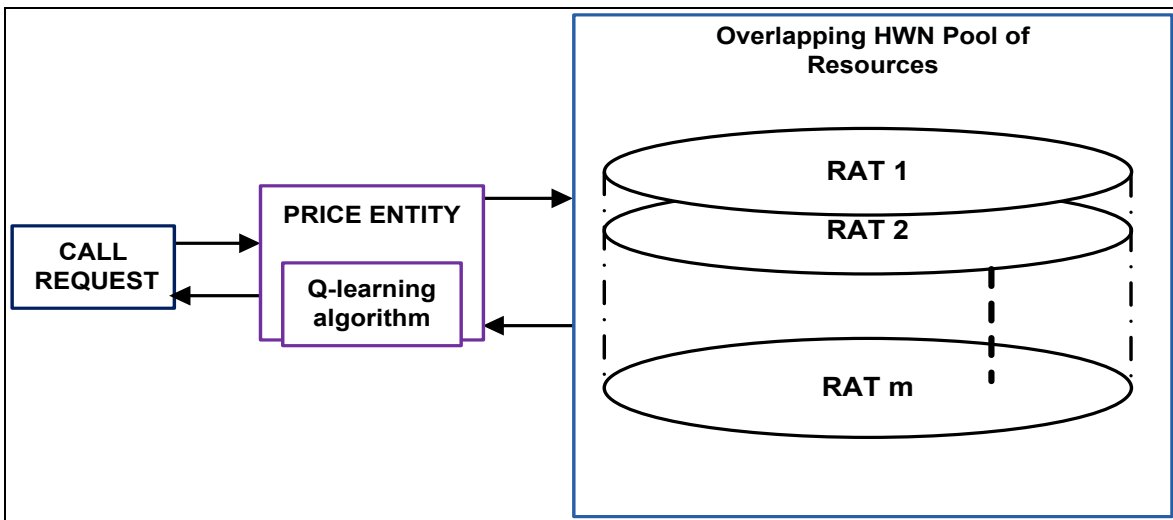 CALL
REQUEST
PRICE ENTITY
Q-learning
algorithm
Overlapping HWN Pool of
Resources
RAT 1
RAT 2
RAT m